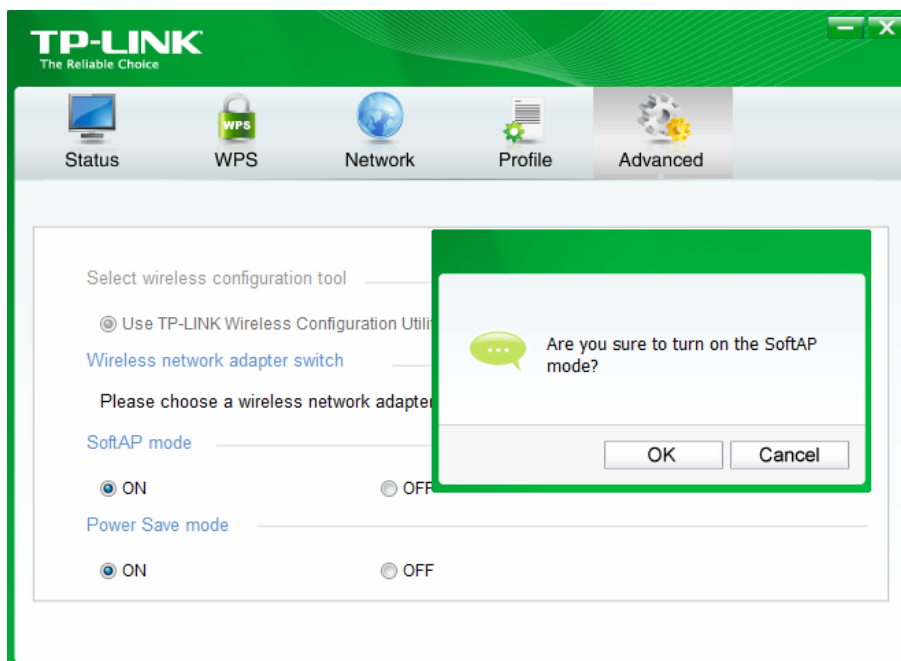 TP-LINK
The Reliable Choice
WPS
Status
WPS
Network
Profile
Advanced
Select wireless configuration tool
Use TP-LINK Wireless Configuration
Wireless network adapter switch
Please choose a wireless network adapter
SoftAP mode
ON
OFF
Power Save mode
ON
OFF
Are you sure to turn on the SoftAP
mode?
OK
Cancel